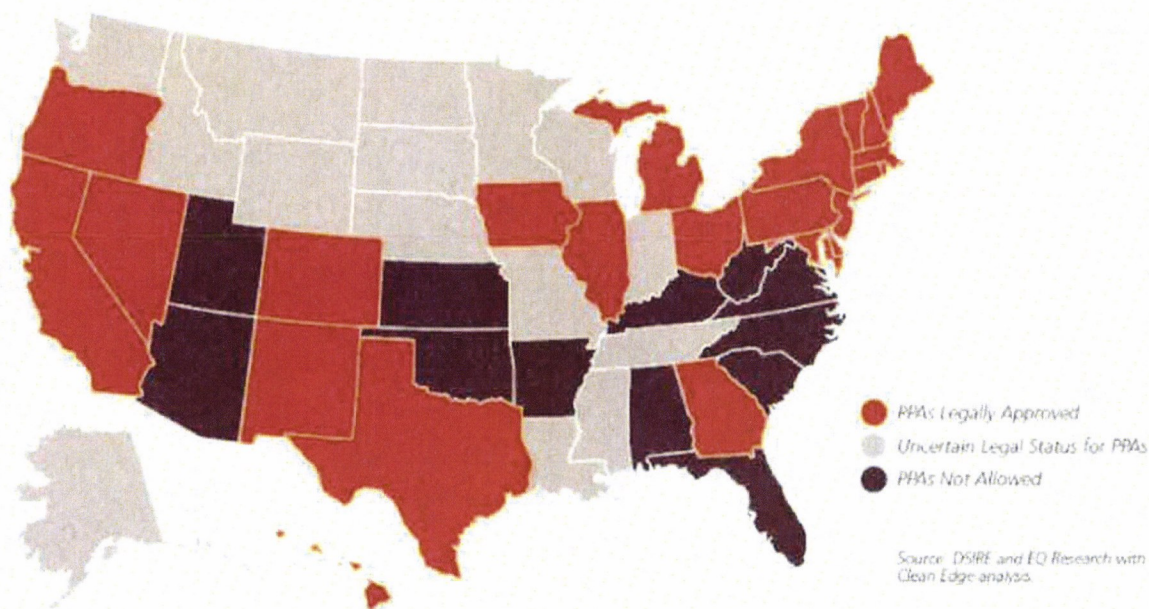 PPAs Legally Approved
Uncertain Legal Status for PPAs
PPAs Not Allowed
Source: DSIRE and EQ Research with
Clean Edge analysis.